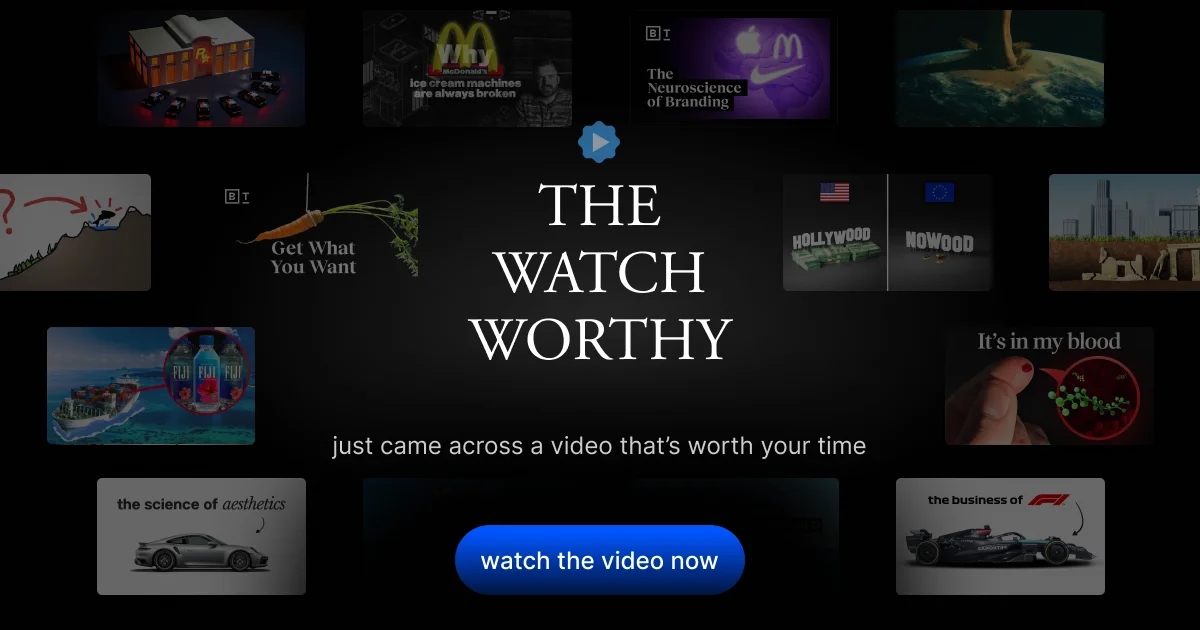 Rx
Why
McDonald's
ice cream machines
are always broken
B T
The
Neuroscience
of Branding
?
B T
Get What
You Want
THE
WATCH
WORTHY
HOLLYWOOD
NOWOOD
FIJI
FIJI
FIJI
It's in my blood
just came across a video that's worth your time
the science of aesthetics
watch the video now
the business of F1